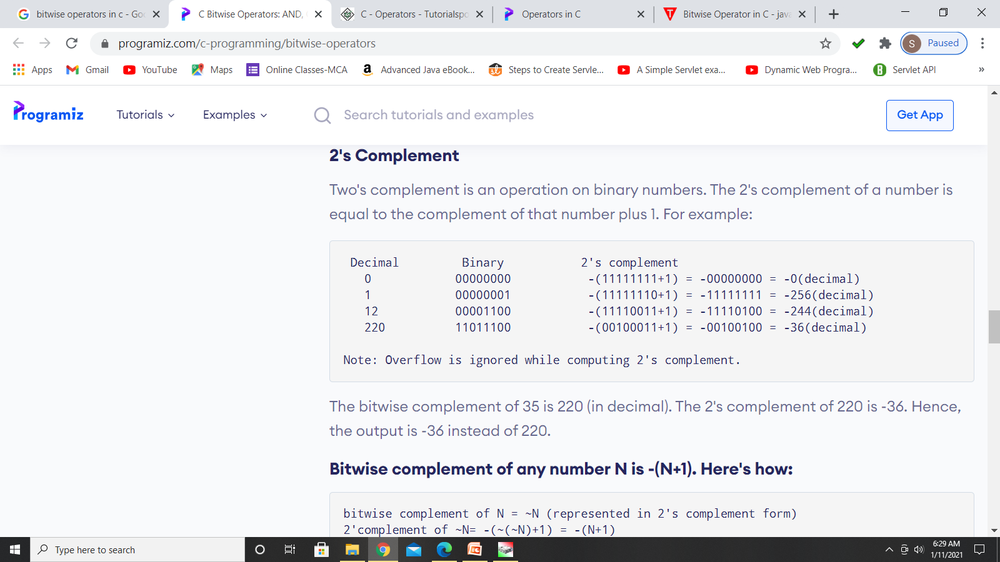 bitwise operators in c - Goo
C Bitwise Operators: AND,
C - Operators - Tutorialspo
Operators in C
Bitwise Operator in C - java
programiz.com/c-programming/bitwise-operators
S Paused
Apps
Gmail
YouTube
Maps
Online Classes-MCA
Advanced Java eBook...
Steps to Create Servle...
A Simple Servlet exa...
Dynamic Web Progra...
Servlet API
»
Programiz
Tutorials
Examples
Search tutorials and examples
Get App
2's Complement
Two's complement is an operation on binary numbers. The 2's complement of a number is
equal to the complement of that number plus 1. For example:
Decimal Binary 2's complement
0 00000000 -(11111111+1) = -00000000 = -0(decimal)
1 00000001 -(11111110+1) = -11111111 = -256(decimal)
12 00001100 -(11110011+1) = -11110100 = -244(decimal)
220 11011100 -(00100011+1) = -00100100 = -36(decimal)
Note: Overflow is ignored while computing 2's complement.
The bitwise complement of 35 is 220 (in decimal). The 2's complement of 220 is -36. Hence,
the output is -36 instead of 220.
Bitwise complement of any number N is -(N+1). Here's how:
bitwise complement of N = ~N (represented in 2's complement form)
2'complement of ~N= -(~(~N)+1) = -(N+1)
Type here to search
6:29 AM
1/11/2021